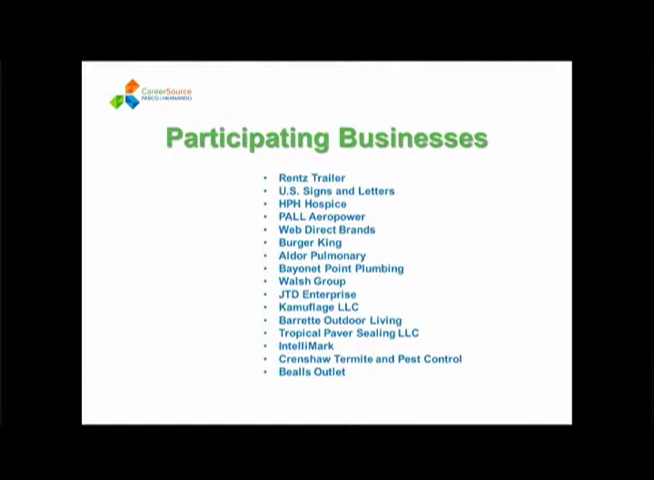 CareerSource
PASCO | HERNANDO
Participating Businesses
• Rentz Trailer
• U.S. Signs and Letters
• HPH Hospice
• PALL Aeropower
• Web Direct Brands
• Burger King
• Aldor Pulmonary
• Bayonet Point Plumbing
• Walsh Group
• JTD Enterprise
• Kamuflage LLC
• Barrette Outdoor Living
• Tropical Paver Sealing LLC
• IntelliMark
• Crenshaw Termite and Pest Control
• Bealls Outlet